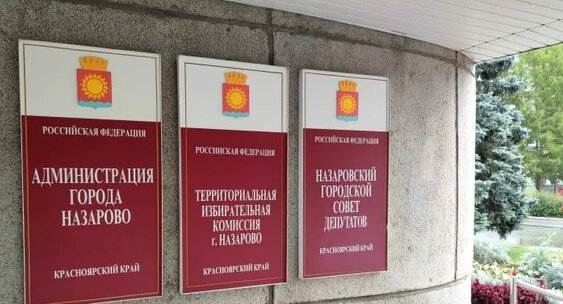 РОССИЙСКАЯ ФЕДЕРАЦИЯ
АДМИНИСТРАЦИЯ
ГОРОДА
НАЗАРОВО
КРАСНОЯРСКИЙ КРАЙ
РОССИЙСКАЯ ФЕДЕРАЦИЯ
ТЕРРИТОРИАЛЬНАЯ
ИЗБИРАТЕЛЬНАЯ
КОМИССИЯ
г. НАЗАРОВО
КРАСНОЯРСКИЙ КРАЙ
РОССИЙСКАЯ ФЕДЕРАЦИЯ
НАЗАРОВСКИЙ
ГОРОДСКОЙ
СОВЕТ
ДЕПУТАТОВ
КРАСНОЯРСКИЙ КРАЙ